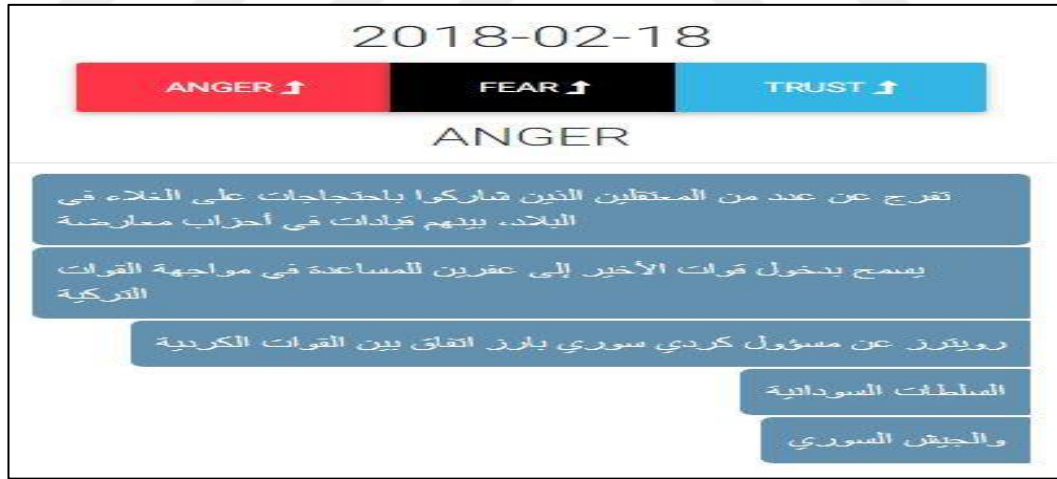 2018-02-18
ANGER FEAR TRUST
ANGER
تفرج عن عدد من المعتقلين الذين شاركوا باحتجاجات على الغلاء في
البلاد، بينهم قيادات في أحزاب معارضة
يسمح بدخول قوات الأخير إلى عفرين للمساعدة في مواجهة القوات
التركية
رويترز عن مسؤول كردي سوري بارز اتفاق بين القوات الكردية
السلطات السودانية
والجيش السوري